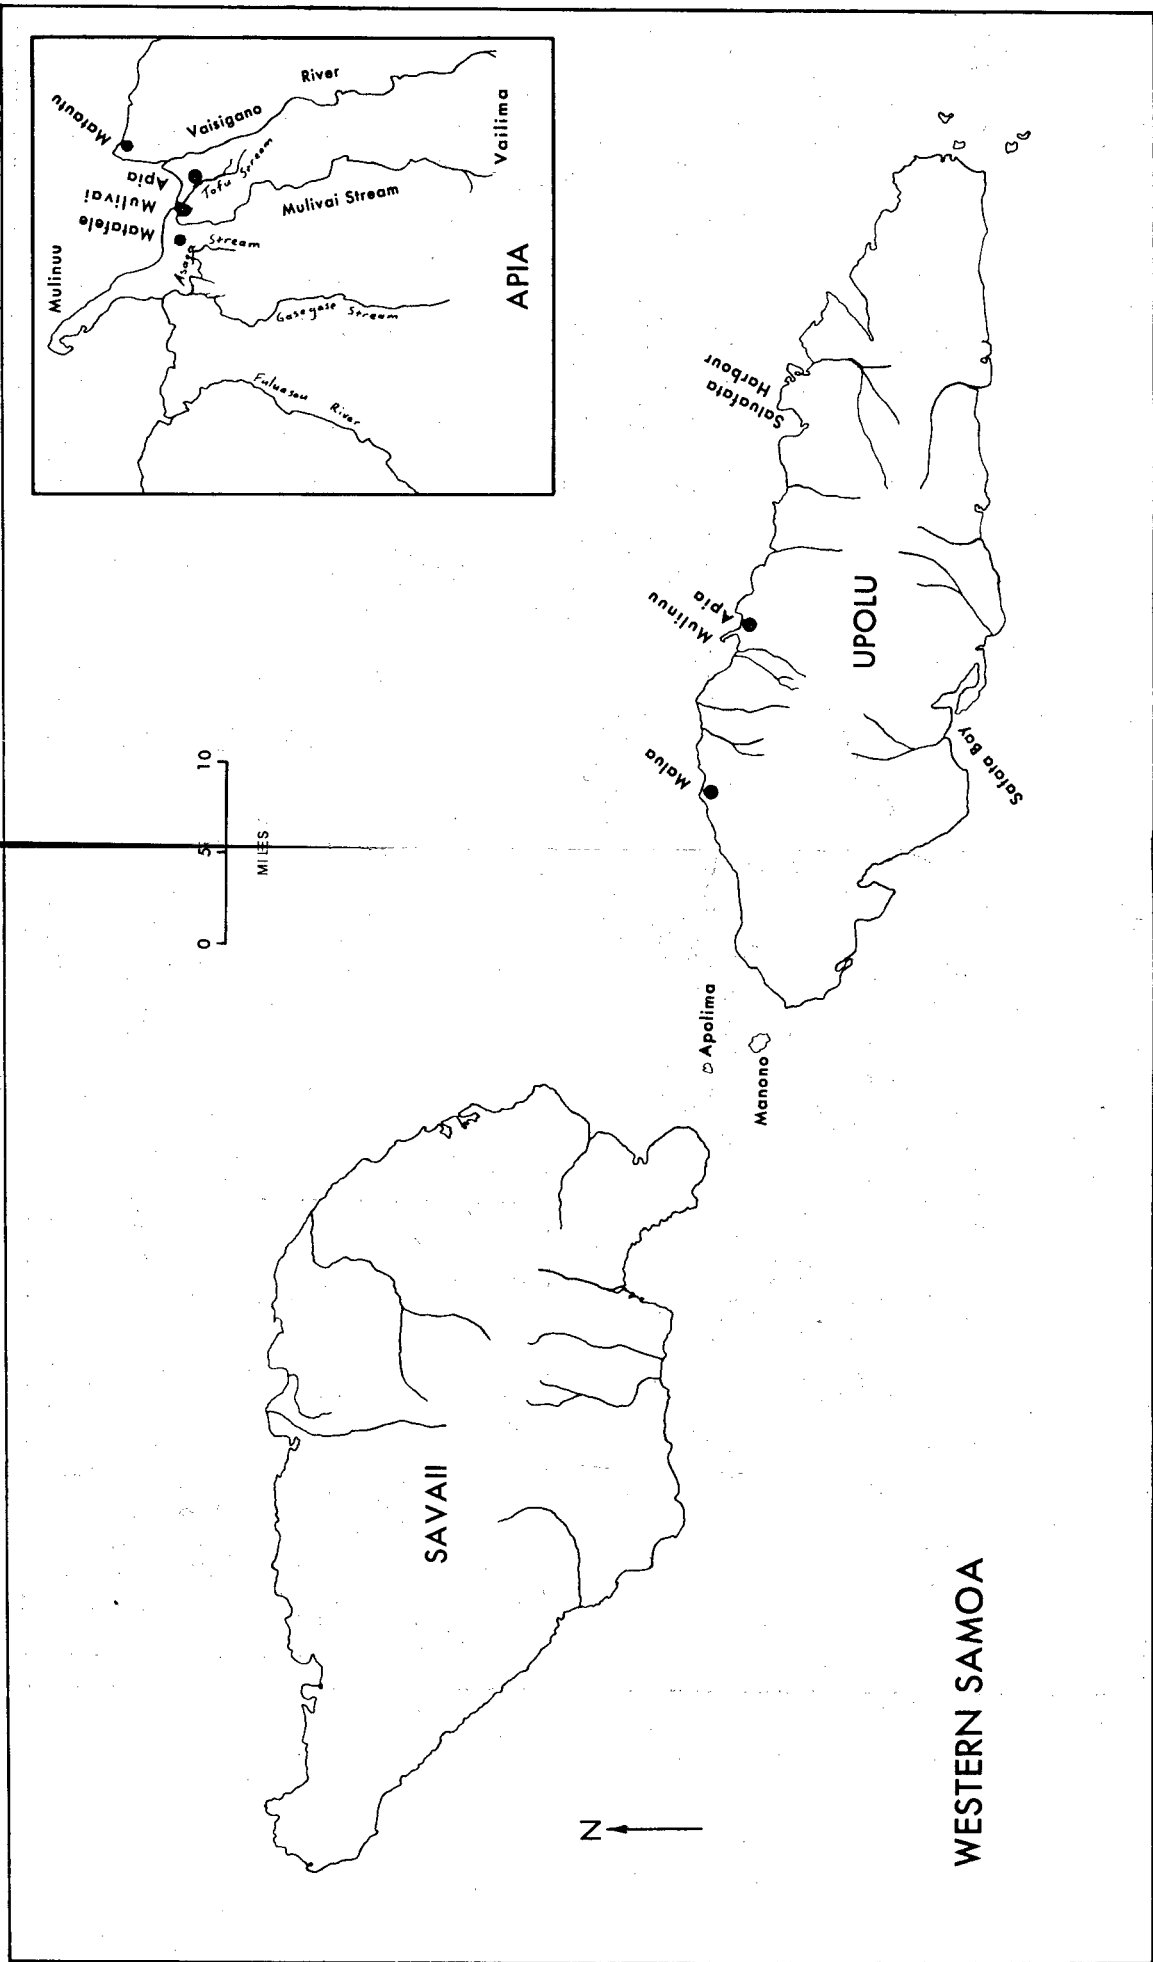 Mulinuu
Matafele
Mulivai
Apia
Matautu
Vaisigano
River
Tofu Stream
Mulivai Stream
Asaga Stream
Gasegase Stream
Fuluasou River
Vailima
APIA
0 5 10
MILES
SAVAII
Apolima
Manono
Malua
Mulinuu
Apia
Saluafata
Harbour
UPOLU
Safata Bay
N
WESTERN SAMOA